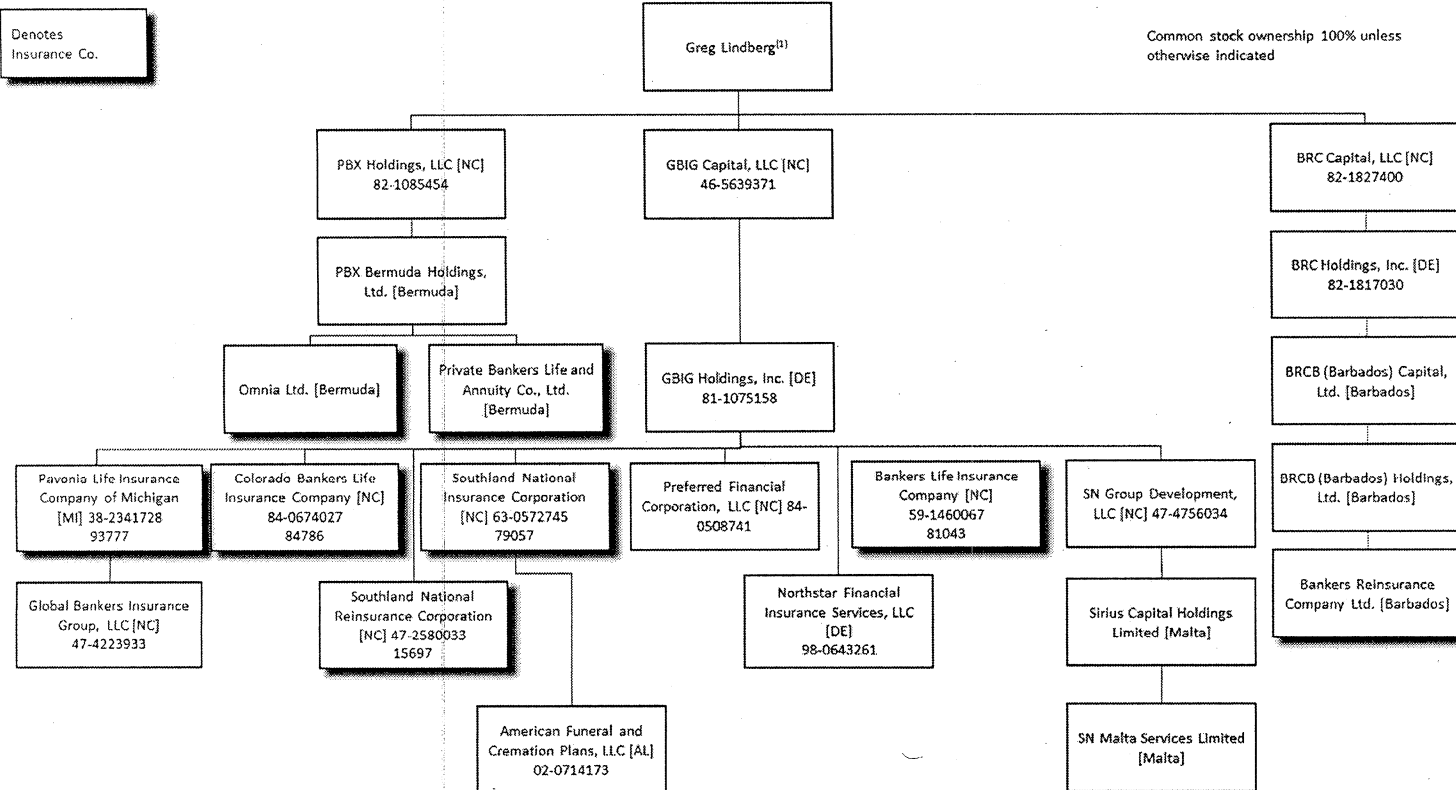 Denotes
Insurance Co.
Greg Lindberg(1)
Common stock ownership 100% unless
otherwise indicated
PBX Holdings, LLC [NC]
82-1085454
GBIG Capital, LLC [NC]
46-5639371
BRC Capital, LLC [NC]
82-1827400
PBX Bermuda Holdings,
Ltd. [Bermuda]
BRC Holdings, Inc. [DE]
82-1817030
Omnia Ltd. [Bermuda]
Private Bankers Life and
Annuity Co., Ltd.
[Bermuda]
GBIG Holdings, Inc. [DE]
81-1075158
BRCB (Barbados) Capital,
Ltd. [Barbados]
Pavonia Life Insurance
Company of Michigan
[MI] 38-2341728
93777
Colorado Bankers Life
Insurance Company [NC]
84-0674027
84786
Southland National
Insurance Corporation
[NC] 63-0572745
79057
Preferred Financial
Corporation, LLC [NC] 84-
0508741
Bankers Life Insurance
Company [NC]
59-1460067
81043
SN Group Development,
LLC [NC] 47-4756034
BRCB (Barbados) Holdings,
Ltd. [Barbados]
Global Bankers Insurance
Group, LLC [NC]
47-4223933
Southland National
Reinsurance Corporation
[NC] 47-2580033
15697
Northstar Financial
Insurance Services, LLC
[DE]
98-0643261
Sirius Capital Holdings
Limited [Malta]
Bankers Reinsurance
Company Ltd. [Barbados]
American Funeral and
Cremation Plans, LLC [AL]
02-0714173
SN Malta Services Limited
[Malta]